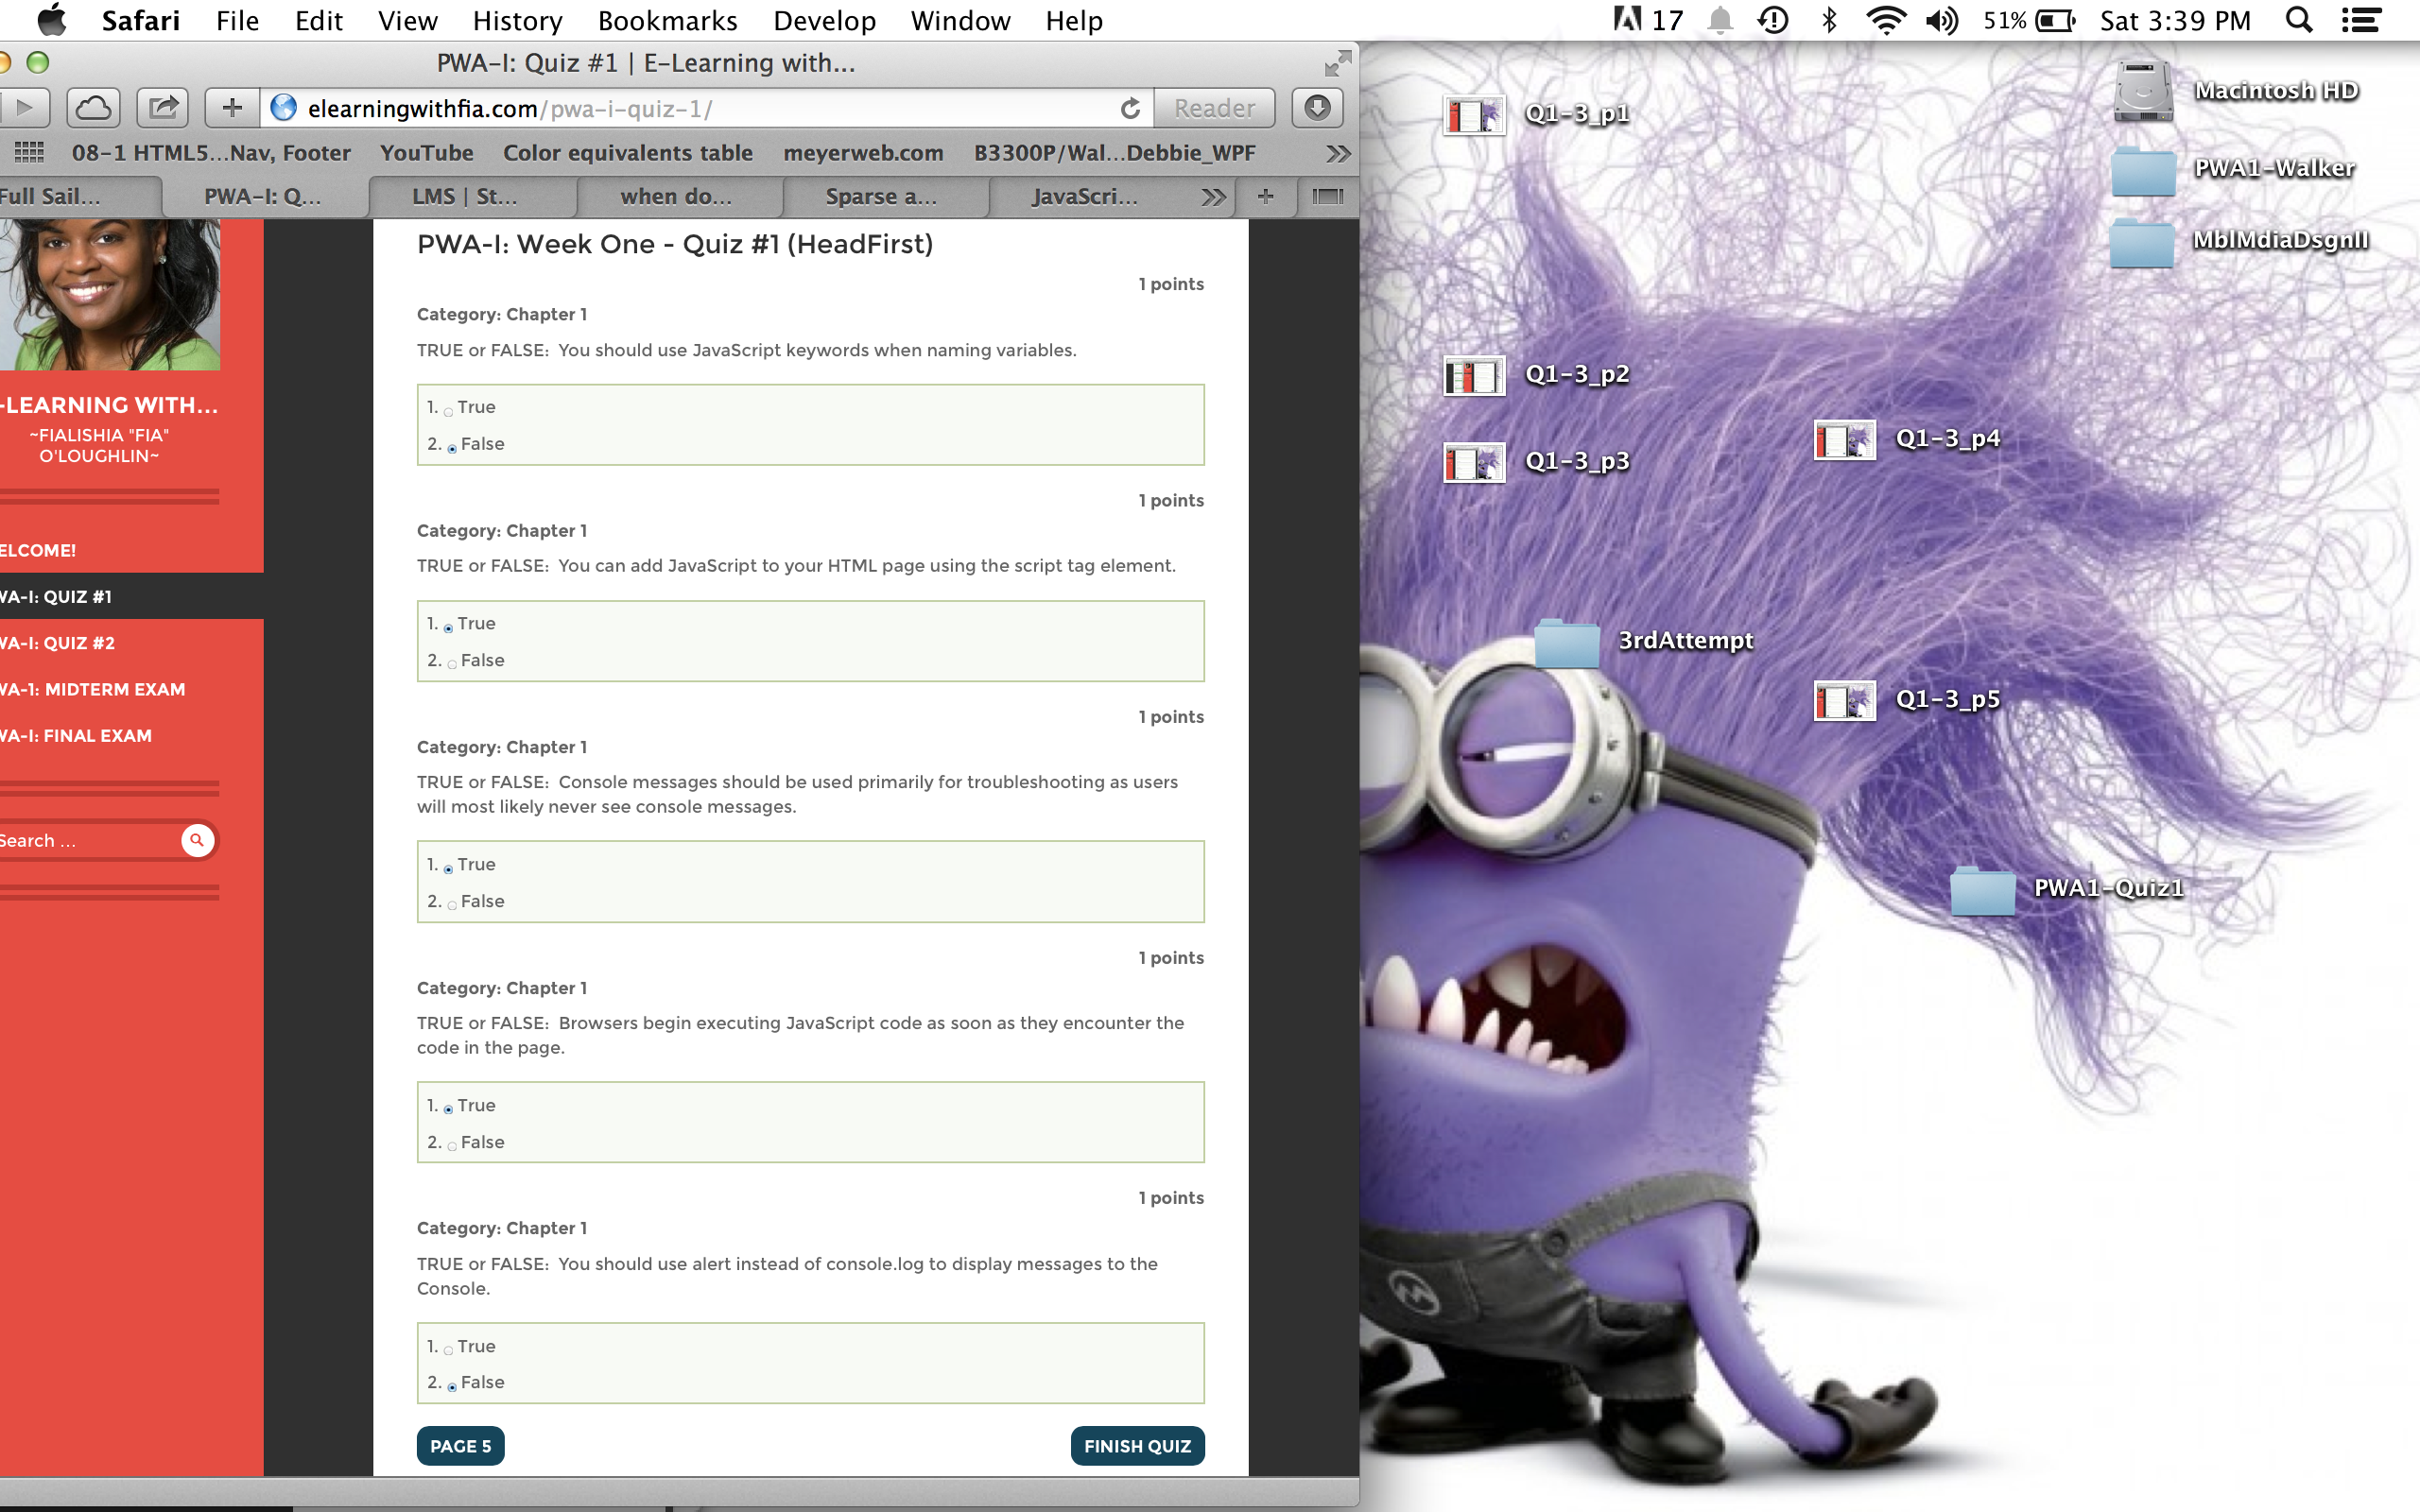 Safari File Edit View History Bookmarks Develop Window Help 17 51% Sat 3:39 PM
PWA-I: Quiz #1 | E-Learning with...
elearningwithfia.com/pwa-i-quiz-1/ Reader
08-1 HTML5...Nav, Footer YouTube Color equivalents table meyerweb.com B3300P/Wal...Debbie_WPF
Full Sail... PWA-I: Q... LMS | St... when do... Sparse a... JavaScri...
-LEARNING WITH...
~FIALISHIA "FIA"
O'LOUGHLIN~
ELCOME!
WA-I: QUIZ #1
WA-I: QUIZ #2
WA-1: MIDTERM EXAM
WA-I: FINAL EXAM
Search ...
PWA-I: Week One - Quiz #1 (HeadFirst)
1 points
Category: Chapter 1
TRUE or FALSE: You should use JavaScript keywords when naming variables.
1. True
2. False
1 points
Category: Chapter 1
TRUE or FALSE: You can add JavaScript to your HTML page using the script tag element.
1. True
2. False
1 points
Category: Chapter 1
TRUE or FALSE: Console messages should be used primarily for troubleshooting as users
will most likely never see console messages.
1. True
2. False
1 points
Category: Chapter 1
TRUE or FALSE: Browsers begin executing JavaScript code as soon as they encounter the
code in the page.
1. True
2. False
1 points
Category: Chapter 1
TRUE or FALSE: You should use alert instead of console.log to display messages to the
Console.
1. True
2. False
PAGE 5 FINISH QUIZ
Q1-3_p1
Q1-3_p2
Q1-3_p3
Q1-3_p4
3rdAttempt
Q1-3_p5
PWA1-Quiz1
Macintosh HD
PWA1-Walker
MblMdiaDsgnII